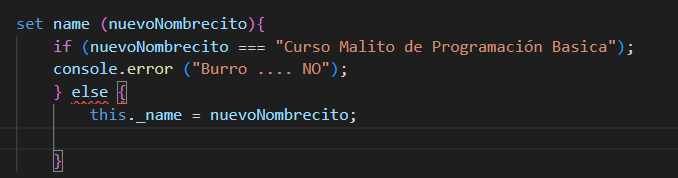 set name (nuevoNombrecito){
if (nuevoNombrecito === "Curso Malito de Programación Basica");
console.error ("Burro .... NO");
} else {
this._name = nuevoNombrecito;
}